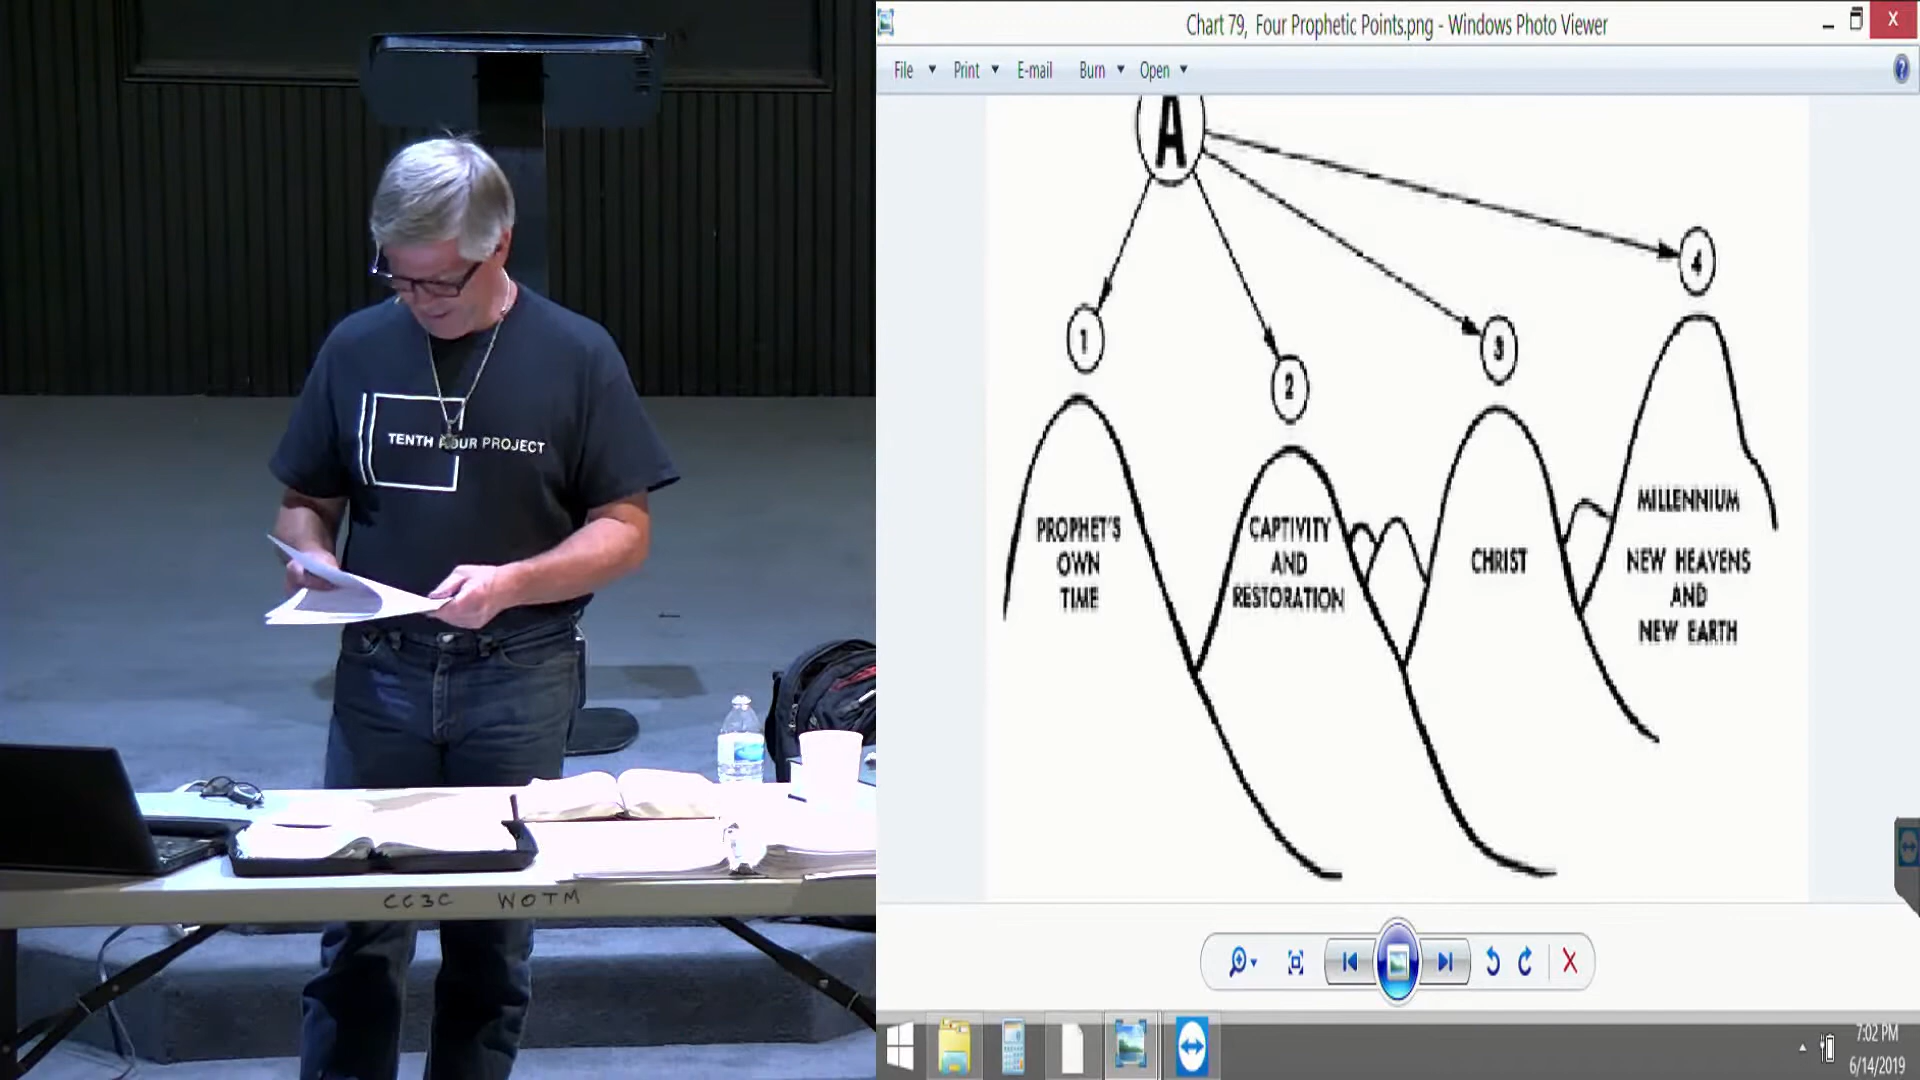 TENTH HOUR PROJECT
CC3C WOTM
Chart 79, Four Prophetic Points.png - Windows Photo Viewer
File Print E-mail Burn Open
A
1
2
3
4
PROPHET'S
OWN
TIME
CAPTIVITY
AND
RESTORATION
CHRIST
MILLENNIUM
NEW HEAVENS
AND
NEW EARTH
7:02 PM
6/14/2019